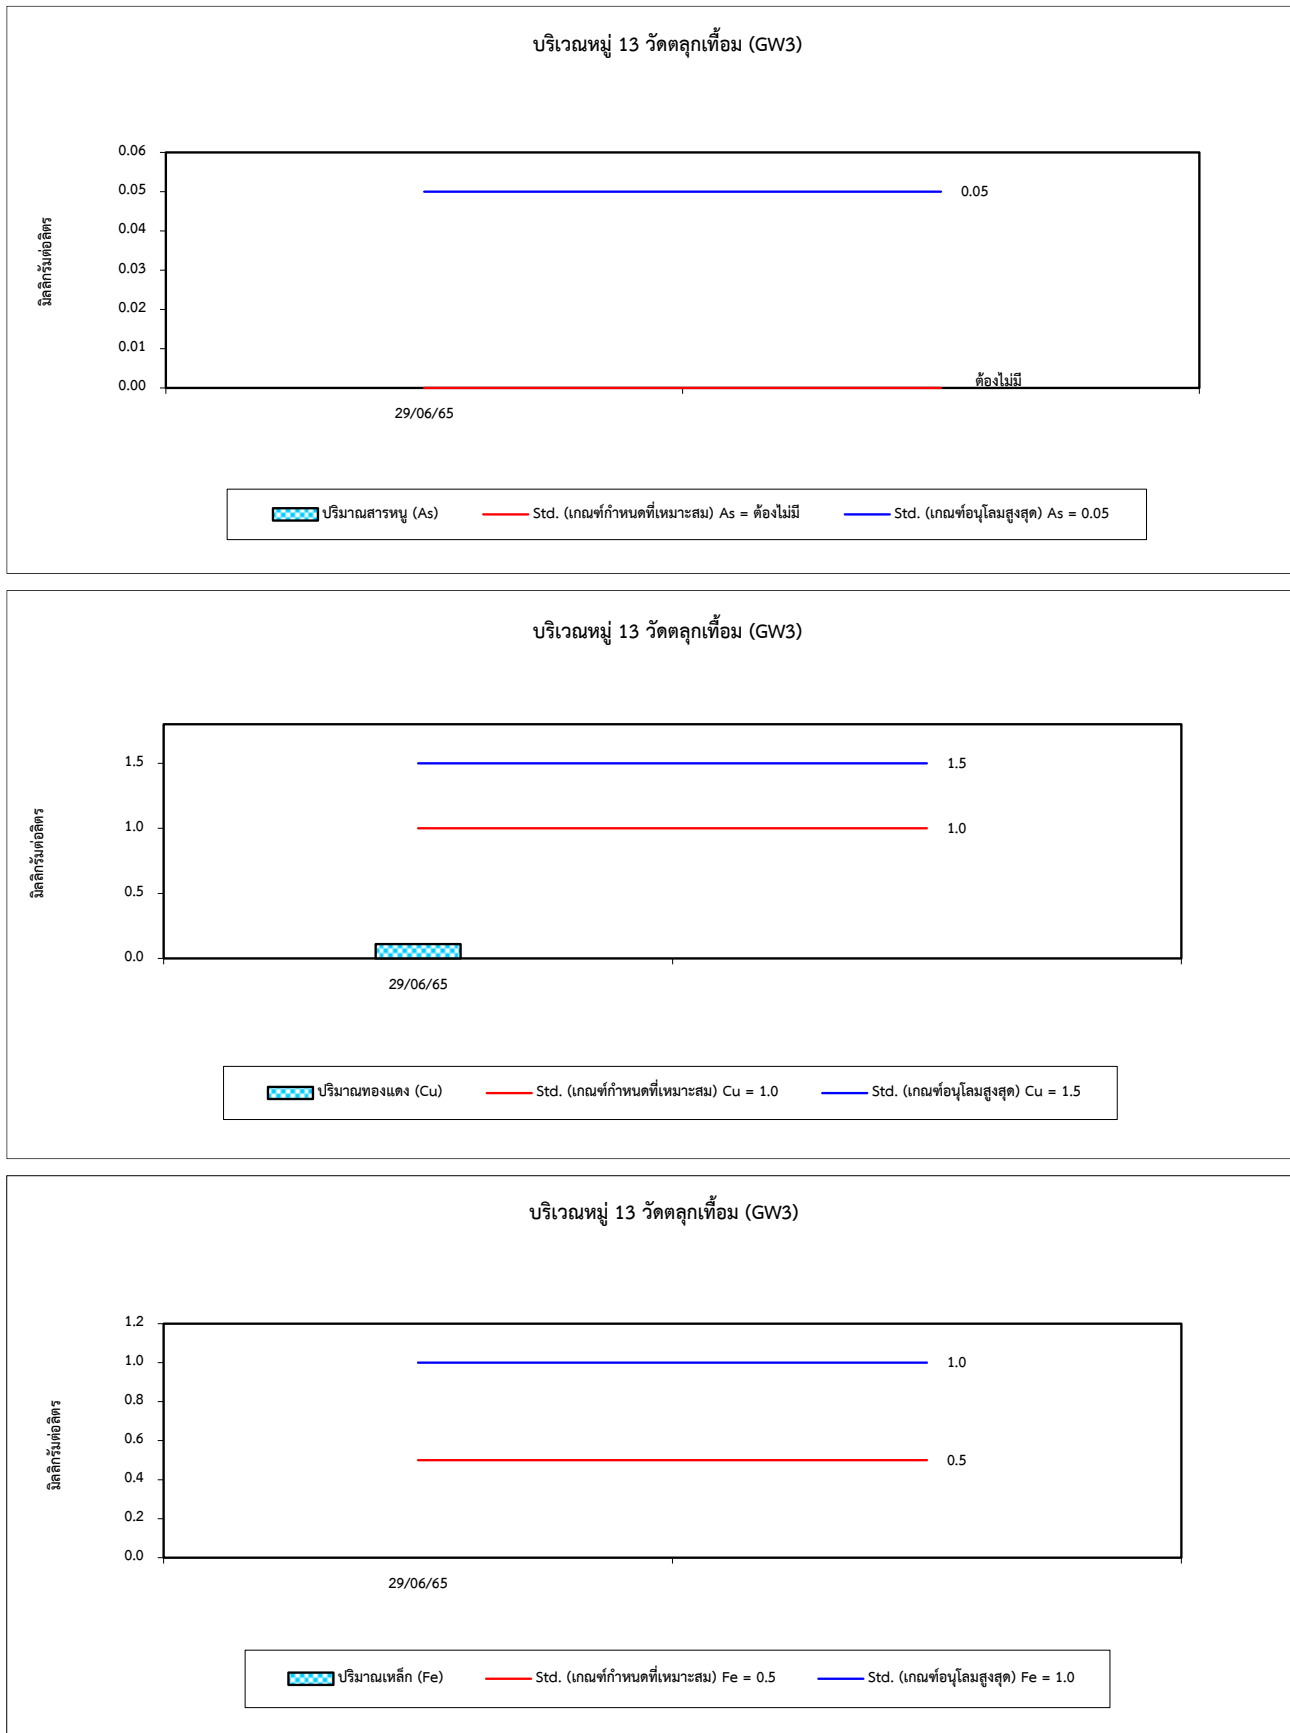 บริเวณหมู่ 13 วัดตลุกเทื้อม (GW3)
มิลลิกรัมต่อลิตร
0.06
0.05
0.04
0.03
0.02
0.01
0.00
0.05
ต้องไม่มี
29/06/65
ปริมาณสารหนู (As) Std. (เกณฑ์กำหนดที่เหมาะสม) As = ต้องไม่มี Std. (เกณฑ์อนุโลมสูงสุด) As = 0.05
บริเวณหมู่ 13 วัดตลุกเทื้อม (GW3)
มิลลิกรัมต่อลิตร
1.5
1.0
0.5
0.0
1.5
1.0
29/06/65
ปริมาณทองแดง (Cu) Std. (เกณฑ์กำหนดที่เหมาะสม) Cu = 1.0 Std. (เกณฑ์อนุโลมสูงสุด) Cu = 1.5
บริเวณหมู่ 13 วัดตลุกเทื้อม (GW3)
มิลลิกรัมต่อลิตร
1.2
1.0
0.8
0.6
0.4
0.2
0.0
1.0
0.5
29/06/65
ปริมาณเหล็ก (Fe) Std. (เกณฑ์กำหนดที่เหมาะสม) Fe = 0.5 Std. (เกณฑ์อนุโลมสูงสุด) Fe = 1.0